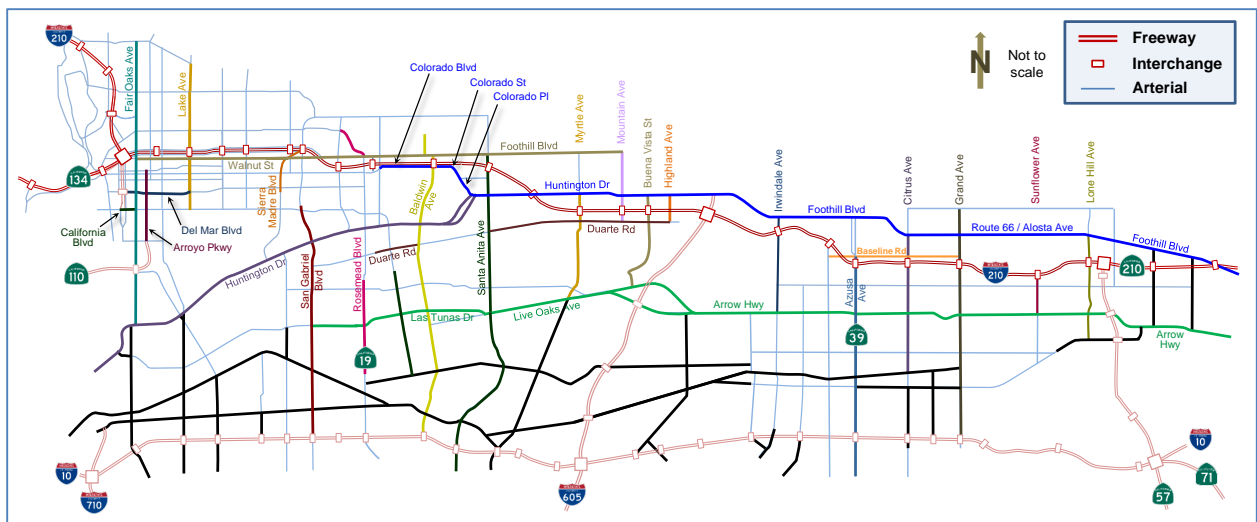 INTERSTATE
210
Fair Oaks Ave
Lake Ave
Colorado Blvd
Colorado St
Colorado Pl
N
Not to
scale
Freeway
Interchange
Arterial
Myrtle Ave
Mountain Ave
Buena Vista St
Highland Ave
Foothill Blvd
Walnut St
134
Sierra
Madre Blvd
Baldwin
Ave
Huntington Dr
Irwindale Ave
Citrus Ave
Grand Ave
Sunflower Ave
Lone Hill Ave
California
Blvd
Del Mar Blvd
Arroyo Pkwy
Santa Anita Ave
Duarte Rd
Foothill Blvd
Route 66 / Alosta Ave
Foothill Blvd
110
Huntington Dr
San Gabriel
Blvd
Rosemead Blvd
Duarte Rd
Baseline Rd
210
210
Azusa
Ave
Las Tunas Dr
Live Oaks Ave
Arrow Hwy
Arrow
Hwy
19
39
10
710
605
10
71
57